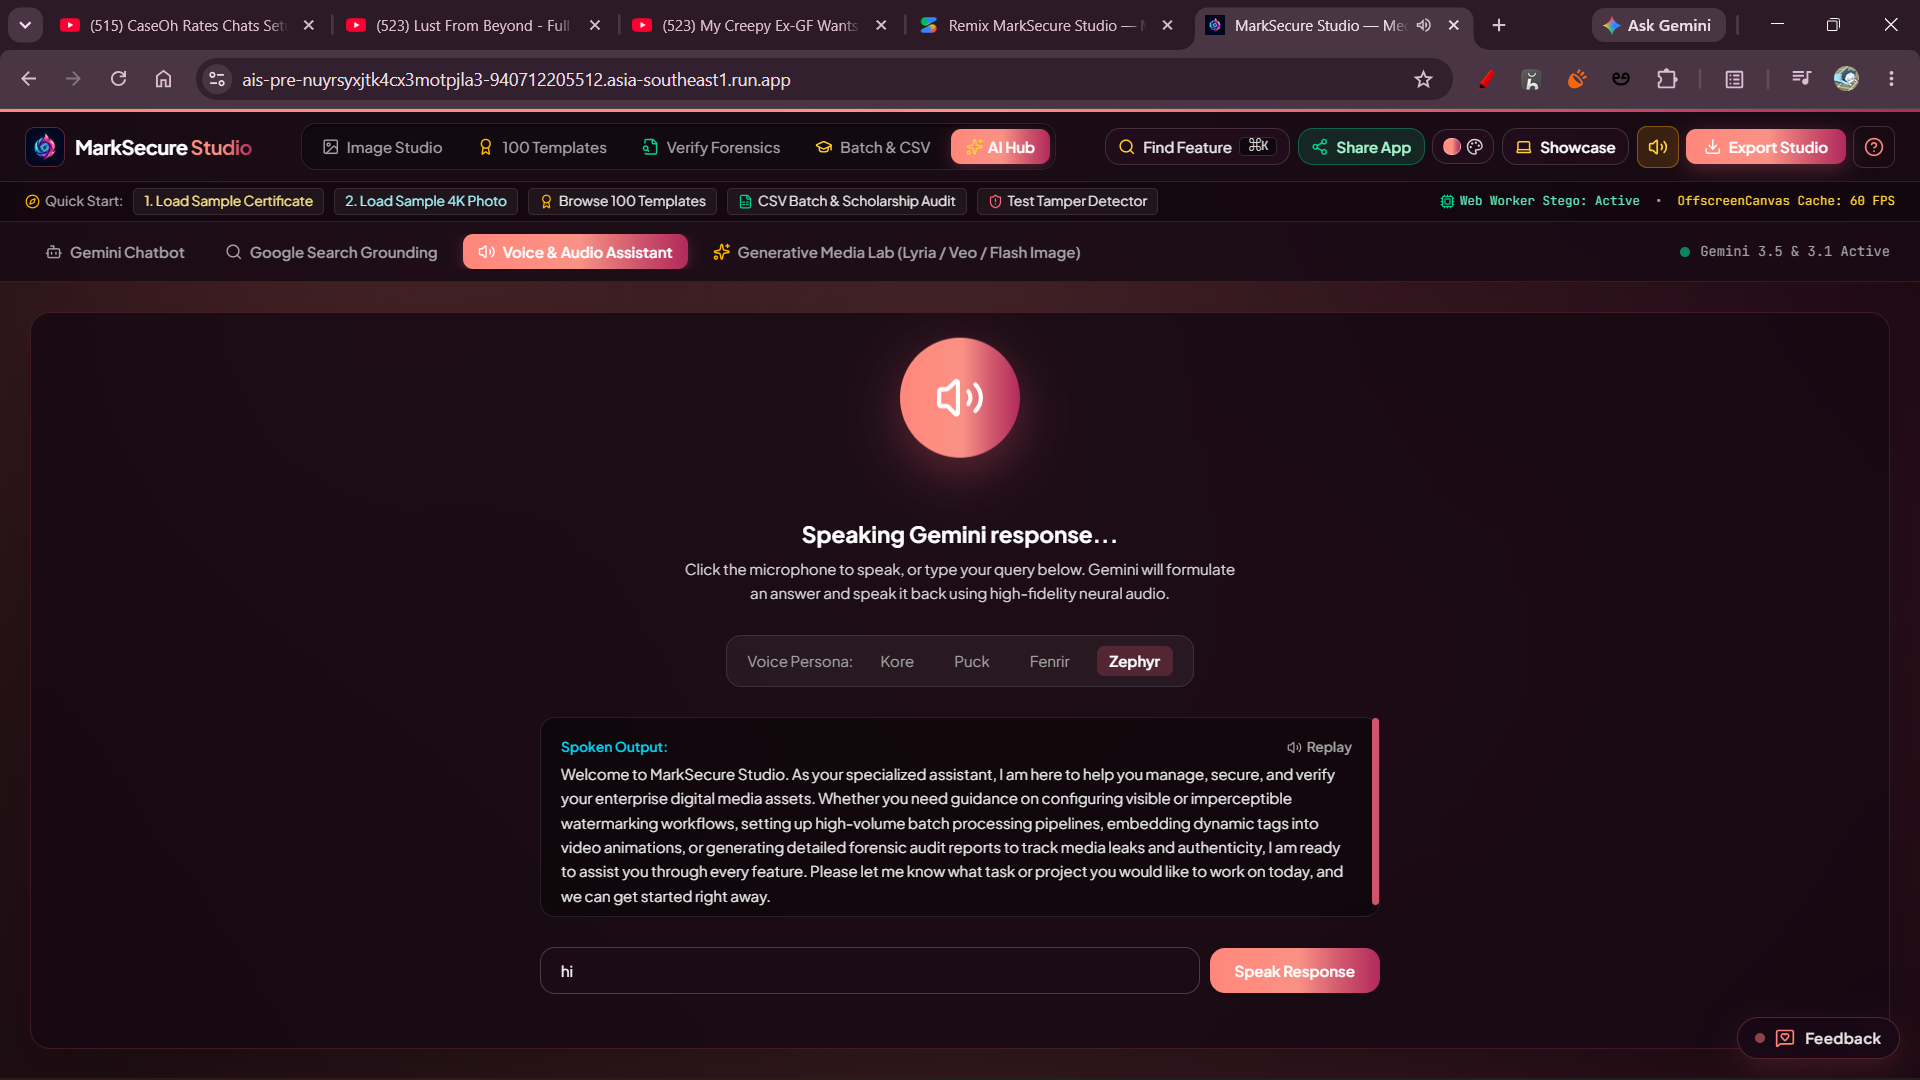 (515) CaseOh Rates Chats Set
(523) Lust From Beyond - Full
(523) My Creepy Ex-GF Wants
Remix MarkSecure Studio —
MarkSecure Studio — Me
Ask Gemini
ais-pre-nuyrsyxjtk4cx3motpjla3-940712205512.asia-southeast1.run.app
MarkSecure Studio
Image Studio
100 Templates
Verify Forensics
Batch & CSV
AI Hub
Find Feature ⌘K
Share App
Showcase
Export Studio
Quick Start:
1. Load Sample Certificate
2. Load Sample 4K Photo
Browse 100 Templates
CSV Batch & Scholarship Audit
Test Tamper Detector
Web Worker Stego: Active • OffscreenCanvas Cache: 60 FPS
Gemini Chatbot
Google Search Grounding
Voice & Audio Assistant
Generative Media Lab (Lyria / Veo / Flash Image)
Gemini 3.5 & 3.1 Active
Speaking Gemini response...
Click the microphone to speak, or type your query below. Gemini will formulate
an answer and speak it back using high-fidelity neural audio.
Voice Persona: Kore Puck Fenrir Zephyr
Spoken Output:
Replay
Welcome to MarkSecure Studio. As your specialized assistant, I am here to help you manage, secure, and verify
your enterprise digital media assets. Whether you need guidance on configuring visible or imperceptible
watermarking workflows, setting up high-volume batch processing pipelines, embedding dynamic tags into
video animations, or generating detailed forensic audit reports to track media leaks and authenticity, I am ready
to assist you through every feature. Please let me know what task or project you would like to work on today, and
we can get started right away.
hi
Speak Response
Feedback